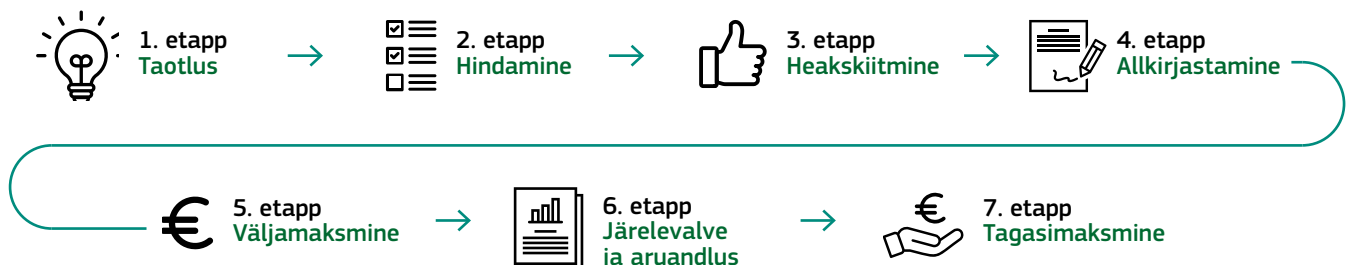 1. etapp
Taotlus
2. etapp
Hindamine
3. etapp
Heakskiitmine
4. etapp
Allkirjastamine
€
5. etapp
Väljamaksmine
6. etapp
Järelevalve
ja aruandlus
€
7. etapp
Tagasimaksmine